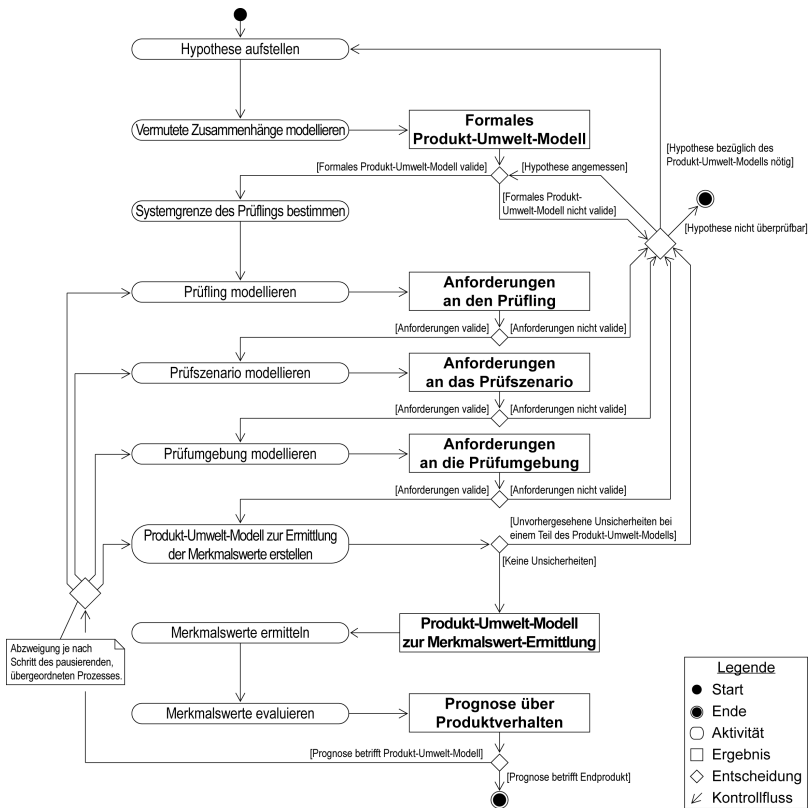 Hypothese aufstellen
Vermutete Zusammenhänge modellieren
Formales
Produkt-Umwelt-Modell
[Hypothese bezüglich des
Produkt-Umwelt-Modells nötig]
[Formales Produkt-Umwelt-Modell valide]
[Hypothese angemessen]
[Formales Produkt-
Umwelt-Modell nicht valide]
[Hypothese nicht überprüfbar]
Systemgrenze des Prüflings bestimmen
Prüfling modellieren
Anforderungen
an den Prüfling
[Anforderungen valide]
[Anforderungen nicht valide]
Prüfszenario modellieren
Anforderungen
an das Prüfszenario
[Anforderungen valide]
[Anforderungen nicht valide]
Prüfumgebung modellieren
Anforderungen
an die Prüfumgebung
[Anforderungen valide]
[Anforderungen nicht valide]
Produkt-Umwelt-Modell zur Ermittlung
der Merkmalswerte erstellen
[Unvorhergesehene Unsicherheiten bei
einem Teil des Produkt-Umwelt-Modells]
[Keine Unsicherheiten]
Produkt-Umwelt-Modell
zur Merkmalswert-Ermittlung
Merkmalswerte ermitteln
Abzweigung je nach
Schritt des pausierenden,
übergeordneten Prozesses.
Merkmalswerte evaluieren
Prognose über
Produktverhalten
[Prognose betrifft Produkt-Umwelt-Modell]
[Prognose betrifft Endprodukt]
Legende
Start
Ende
Aktivität
Ergebnis
Entscheidung
Kontrollfluss